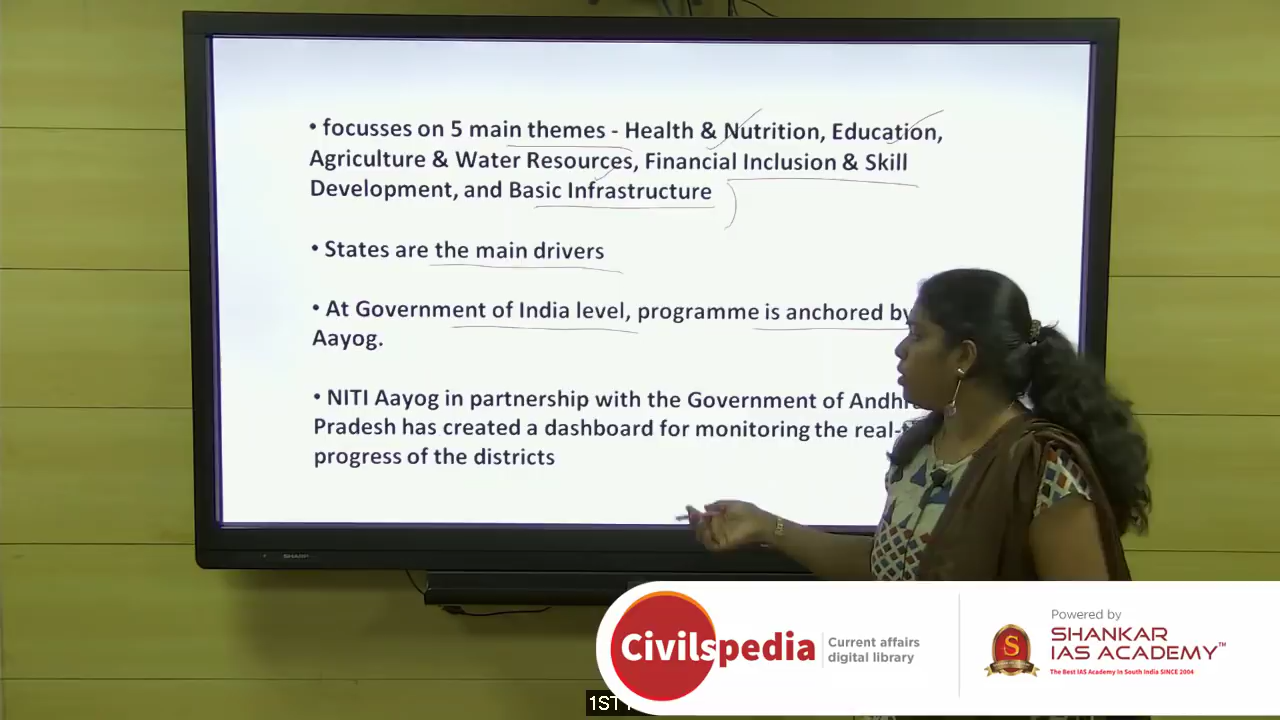 • focusses on 5 main themes - Health & Nutrition, Education,
Agriculture & Water Resources, Financial Inclusion & Skill
Development, and Basic Infrastructure
• States are the main drivers
• At Government of India level, programme is anchored by
Aayog.
• NITI Aayog in partnership with the Government of Andhra
Pradesh has created a dashboard for monitoring the real-
progress of the districts
SHARP
Civilspedia
Current affairs
digital library
Powered by
SHANKAR
IAS ACADEMY™
The Best IAS Academy In South India SINCE 2004
S
1ST